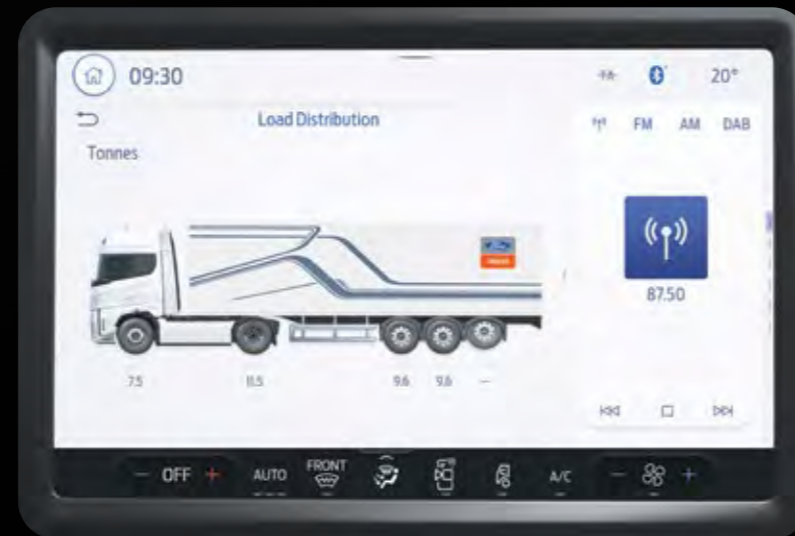 09:30
20°
Load Distribution
FM AM DAB
Tonnes
87.50
7.5 11.5 9.6 9.6 --
- OFF + AUTO FRONT A/C - +